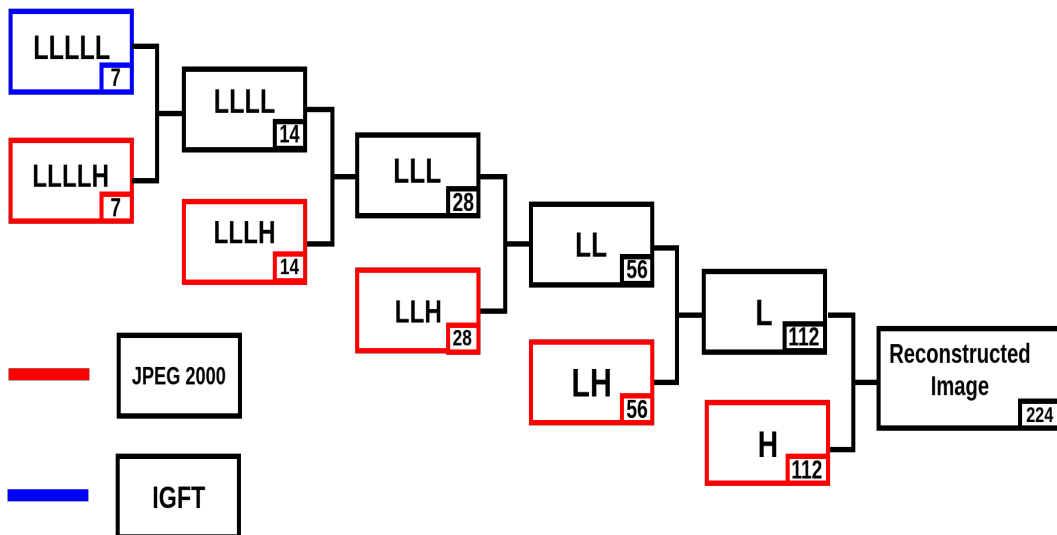 LLLLL
7
LLLL
14
LLLLH
7
LLL
28
LLLH
14
LL
56
LLH
28
L
112
Reconstructed
Image
224
LH
56
JPEG 2000
H
112
IGFT